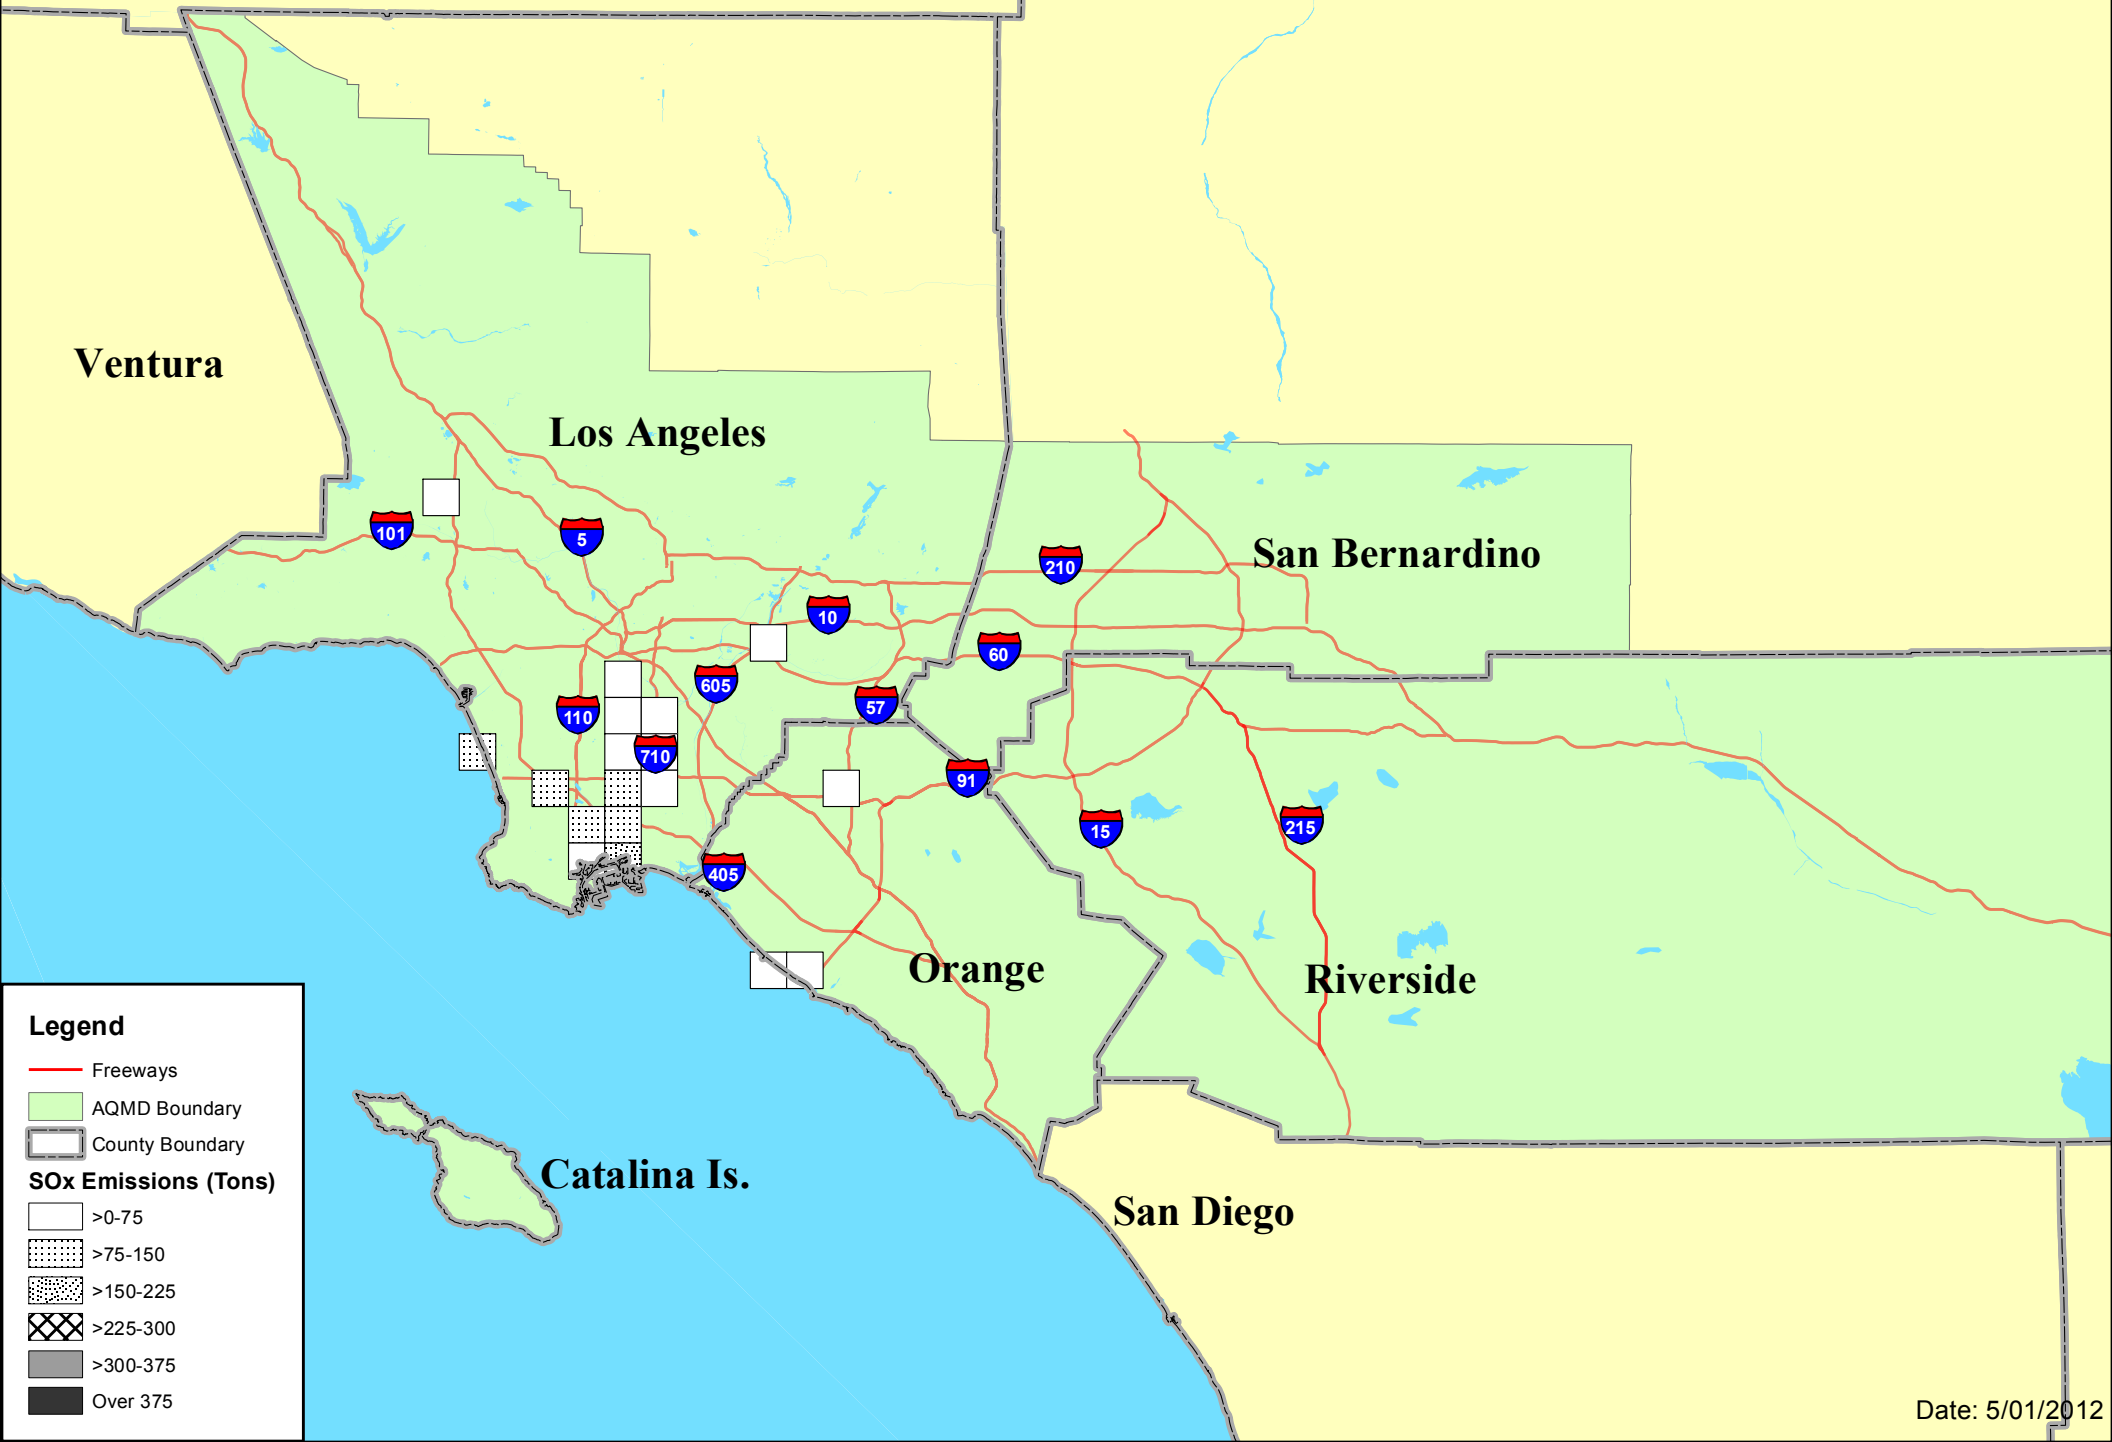 Ventura
Los Angeles
101
5
210
San Bernardino
10
60
605
57
110
710
91
15
215
405
Orange
Riverside
Catalina Is.
San Diego
Legend
Freeways
AQMD Boundary
County Boundary
SOx Emissions (Tons)
>0-75
>75-150
>150-225
>225-300
>300-375
Over 375
Date: 5/01/2012